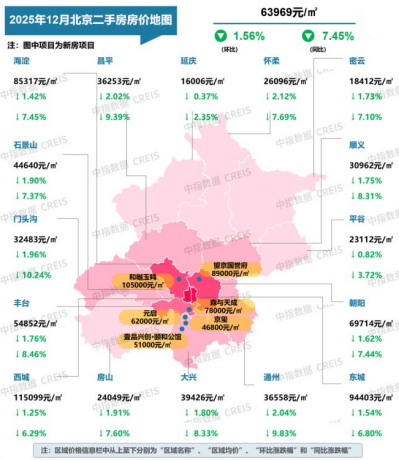 2025年12月北京二手房房价地图
63969元/㎡
↓ 1.56% ↓ 7.45%
(环比) (同比)
注：图中项目为新房项目
海淀 昌平 延庆 怀柔 密云
85317元/㎡ 36253元/㎡ 16006元/㎡ 26096元/㎡ 18412元/㎡
↓ 1.42% ↓ 2.02% ↓ 0.37% ↓ 2.12% ↓ 1.73%
↓ 7.45% ↓ 9.39% ↓ 2.35% ↓ 7.69% ↓ 7.10%
石景山 顺义
44640元/㎡ 30962元/㎡
↓ 1.90% ↓ 1.75%
↓ 7.37% ↓ 8.31%
门头沟 平谷
32483元/㎡ 23112元/㎡
↓ 1.96% ↓ 0.82%
↓ 10.24% ↓ 3.72%
望京国誉府
89000元/㎡
和樾玉鸣
105000元/㎡
丰台 朝阳
54852元/㎡ 69714元/㎡
↓ 1.76% ↓ 1.62%
↓ 8.46% ↓ 7.44%
鑫与天成
78000元/㎡
元启
62000元/㎡
京玺
46800元/㎡
壹品兴创·颐和公馆
51000元/㎡
西城 房山 大兴 通州 东城
115099元/㎡ 24049元/㎡ 39426元/㎡ 36558元/㎡ 94403元/㎡
↓ 1.25% ↓ 1.91% ↓ 1.80% ↓ 2.04% ↓ 1.54%
↓ 6.29% ↓ 7.60% ↓ 8.33% ↓ 9.83% ↓ 6.80%
注：区域价格信息栏中从上至下分别为“区域名称”、“区域均价”、“环比涨跌幅”和“同比涨跌幅”
中指数据 CREIS